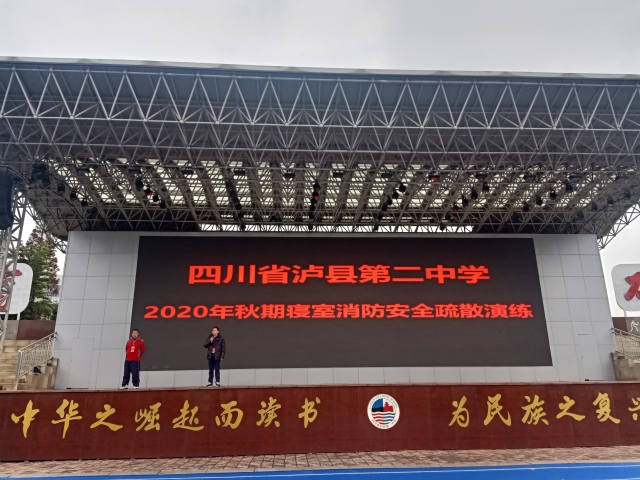 四川省泸县第二中学
2020年秋期寝室消防安全疏散演练
中华之崛起而读书 为民族之复兴